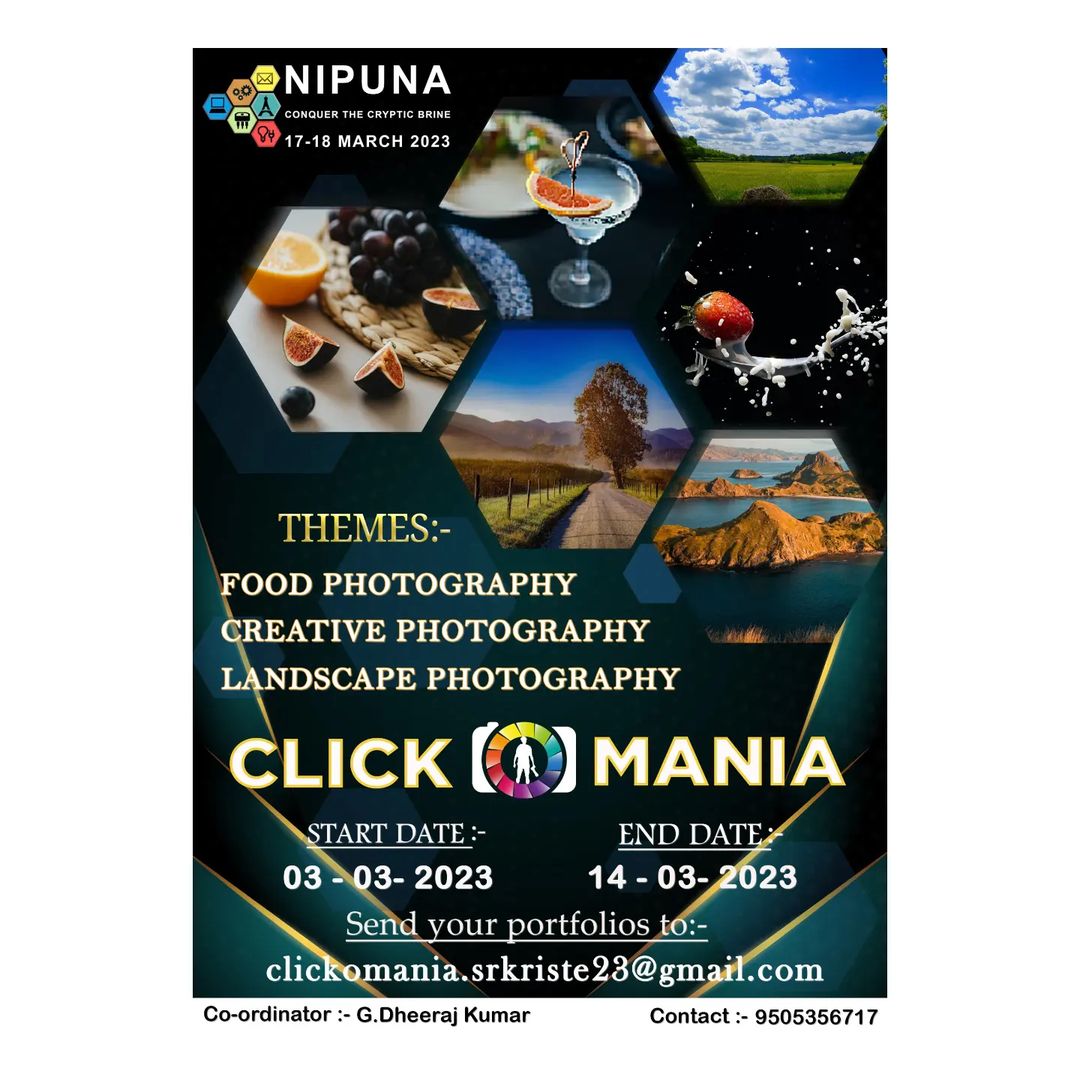 NIPUNA
CONQUER THE CRYPTIC BRINE
17-18 MARCH 2023
THEMES:-
FOOD PHOTOGRAPHY
CREATIVE PHOTOGRAPHY
LANDSCAPE PHOTOGRAPHY
CLICK MANIA
START DATE :- END DATE :-
03 - 03- 2023 14 - 03- 2023
Send your portfolios to:-
clickomania.srkriste23@gmail.com
Co-ordinator :- G.Dheeraj Kumar Contact :- 9505356717